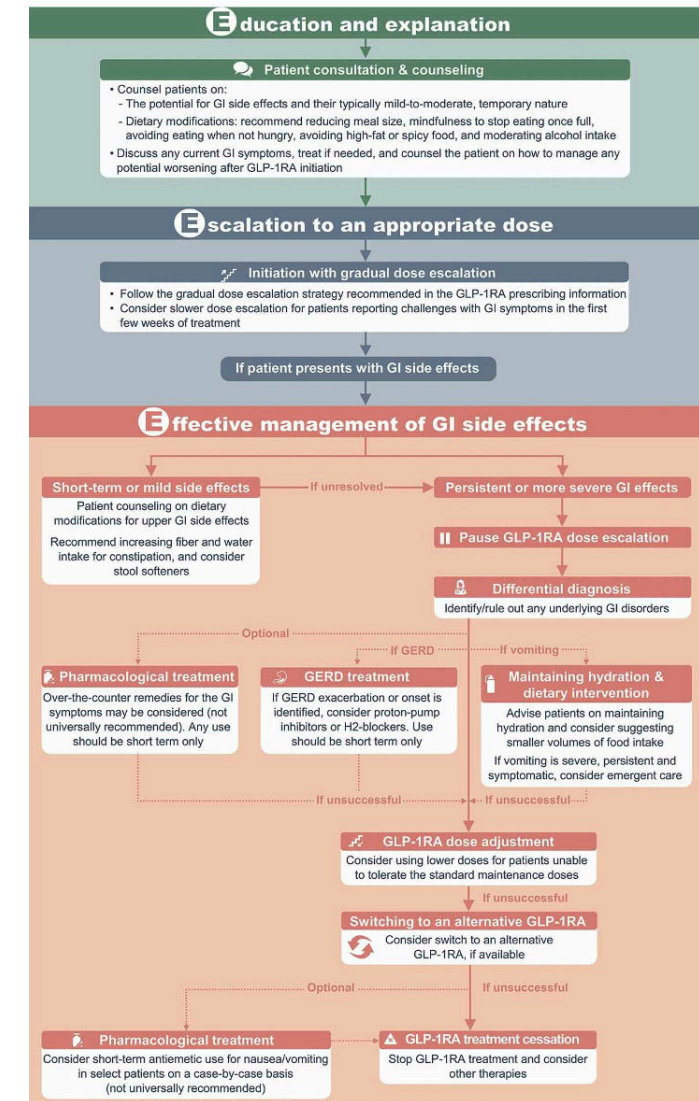 Education and explanation
Patient consultation & counseling
• Counsel patients on:
- The potential for GI side effects and their typically mild-to-moderate, temporary nature
- Dietary modifications: recommend reducing meal size, mindfulness to stop eating once full,
avoiding eating when not hungry, avoiding high-fat or spicy food, and moderating alcohol intake
• Discuss any current GI symptoms, treat if needed, and counsel the patient on how to manage any
potential worsening after GLP-1RA initiation
Escalation to an appropriate dose
Initiation with gradual dose escalation
• Follow the gradual dose escalation strategy recommended in the GLP-1RA prescribing information
• Consider slower dose escalation for patients reporting challenges with GI symptoms in the first
few weeks of treatment
If patient presents with GI side effects
Effective management of GI side effects
Short-term or mild side effects
Patient counseling on dietary
modifications for upper GI side effects
Recommend increasing fiber and water
intake for constipation, and consider
stool softeners
If unresolved
Persistent or more severe GI effects
Pause GLP-1RA dose escalation
Differential diagnosis
Identify/rule out any underlying GI disorders
Optional
If GERD
If vomiting
Pharmacological treatment
Over-the-counter remedies for the GI
symptoms may be considered (not
universally recommended). Any use
should be short term only
GERD treatment
If GERD exacerbation or onset is
identified, consider proton-pump
inhibitors or H2-blockers. Use
should be short term only
Maintaining hydration &
dietary intervention
Advise patients on maintaining
hydration and consider suggesting
smaller volumes of food intake
If vomiting is severe, persistent and
symptomatic, consider emergent care
If unsuccessful
If unsuccessful
GLP-1RA dose adjustment
Consider using lower doses for patients unable
to tolerate the standard maintenance doses
If unsuccessful
Switching to an alternative GLP-1RA
Consider switch to an alternative
GLP-1RA, if available
Optional
If unsuccessful
Pharmacological treatment
Consider short-term antiemetic use for nausea/vomiting
in select patients on a case-by-case basis
(not universally recommended)
GLP-1RA treatment cessation
Stop GLP-1RA treatment and consider
other therapies